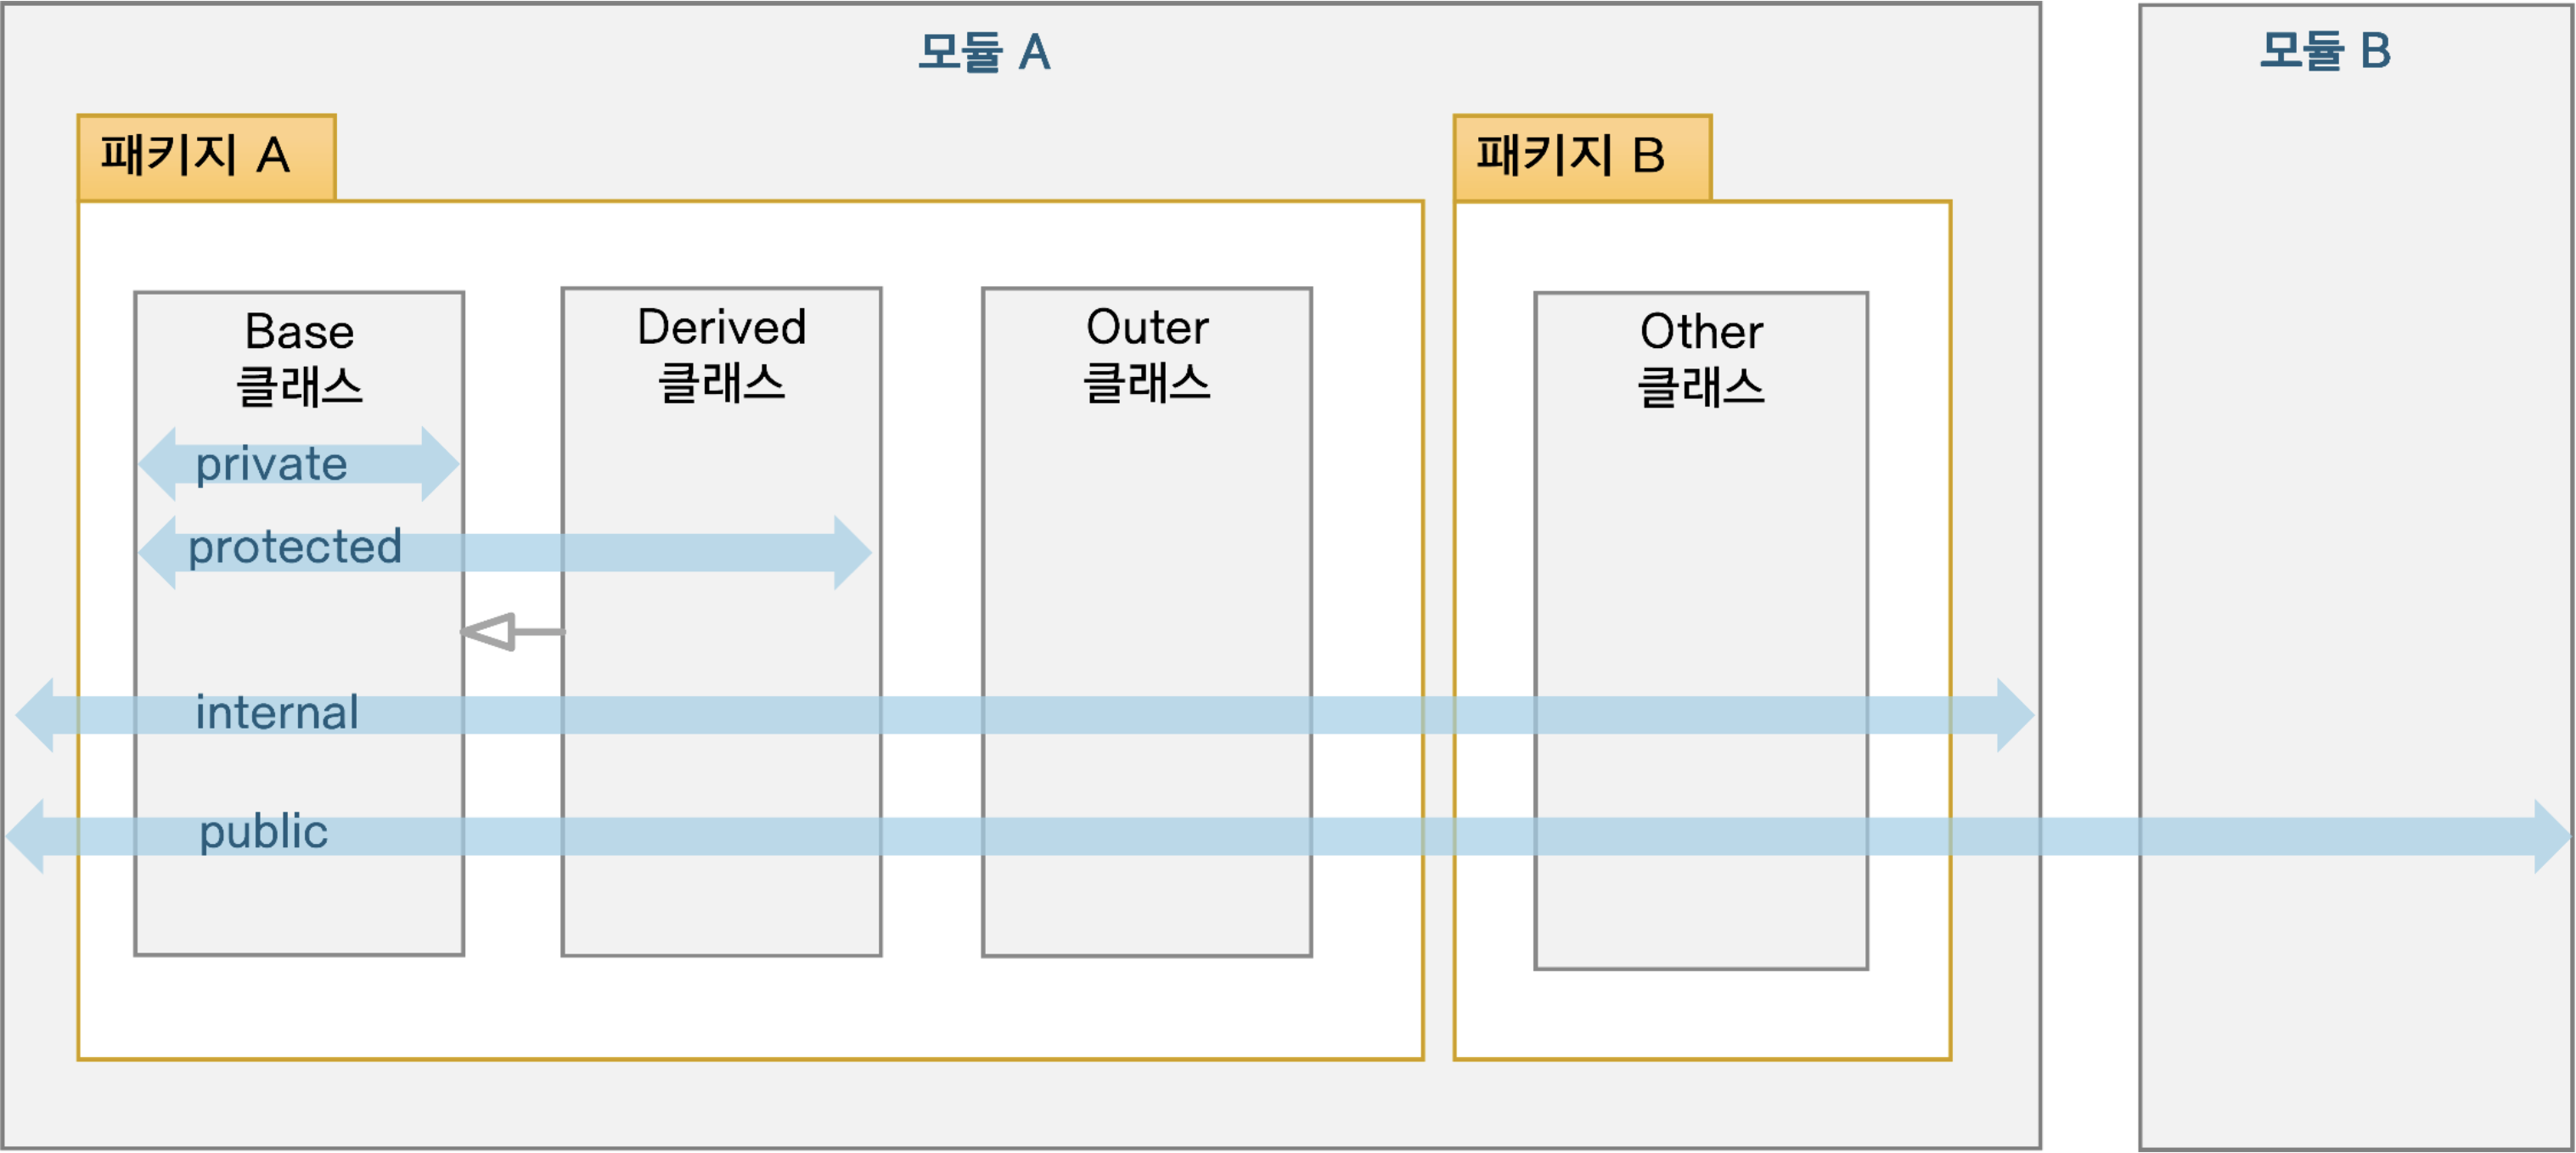 모듈 A
모듈 B
패키지 A
패키지 B
Base
클래스
Derived
클래스
Outer
클래스
Other
클래스
private
protected
internal
public